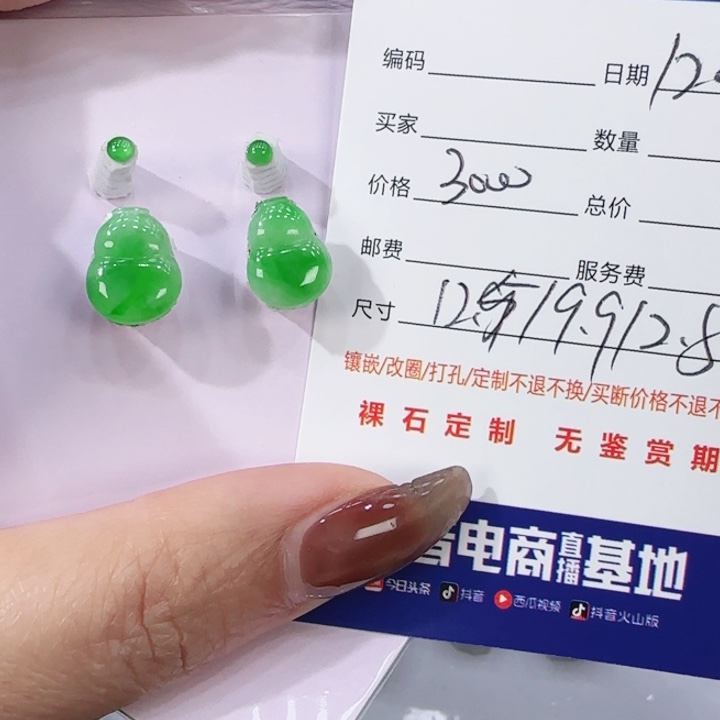 编码 日期 12
买家 数量
价格 3000 总价
邮费 服务费
尺寸 19.9 12.8
镶嵌/改圈/打孔/定制不退不换/买断价格不退不
裸石定制 无鉴赏期
电商直播基地
今日头条 抖音 西瓜视频 抖音火山版